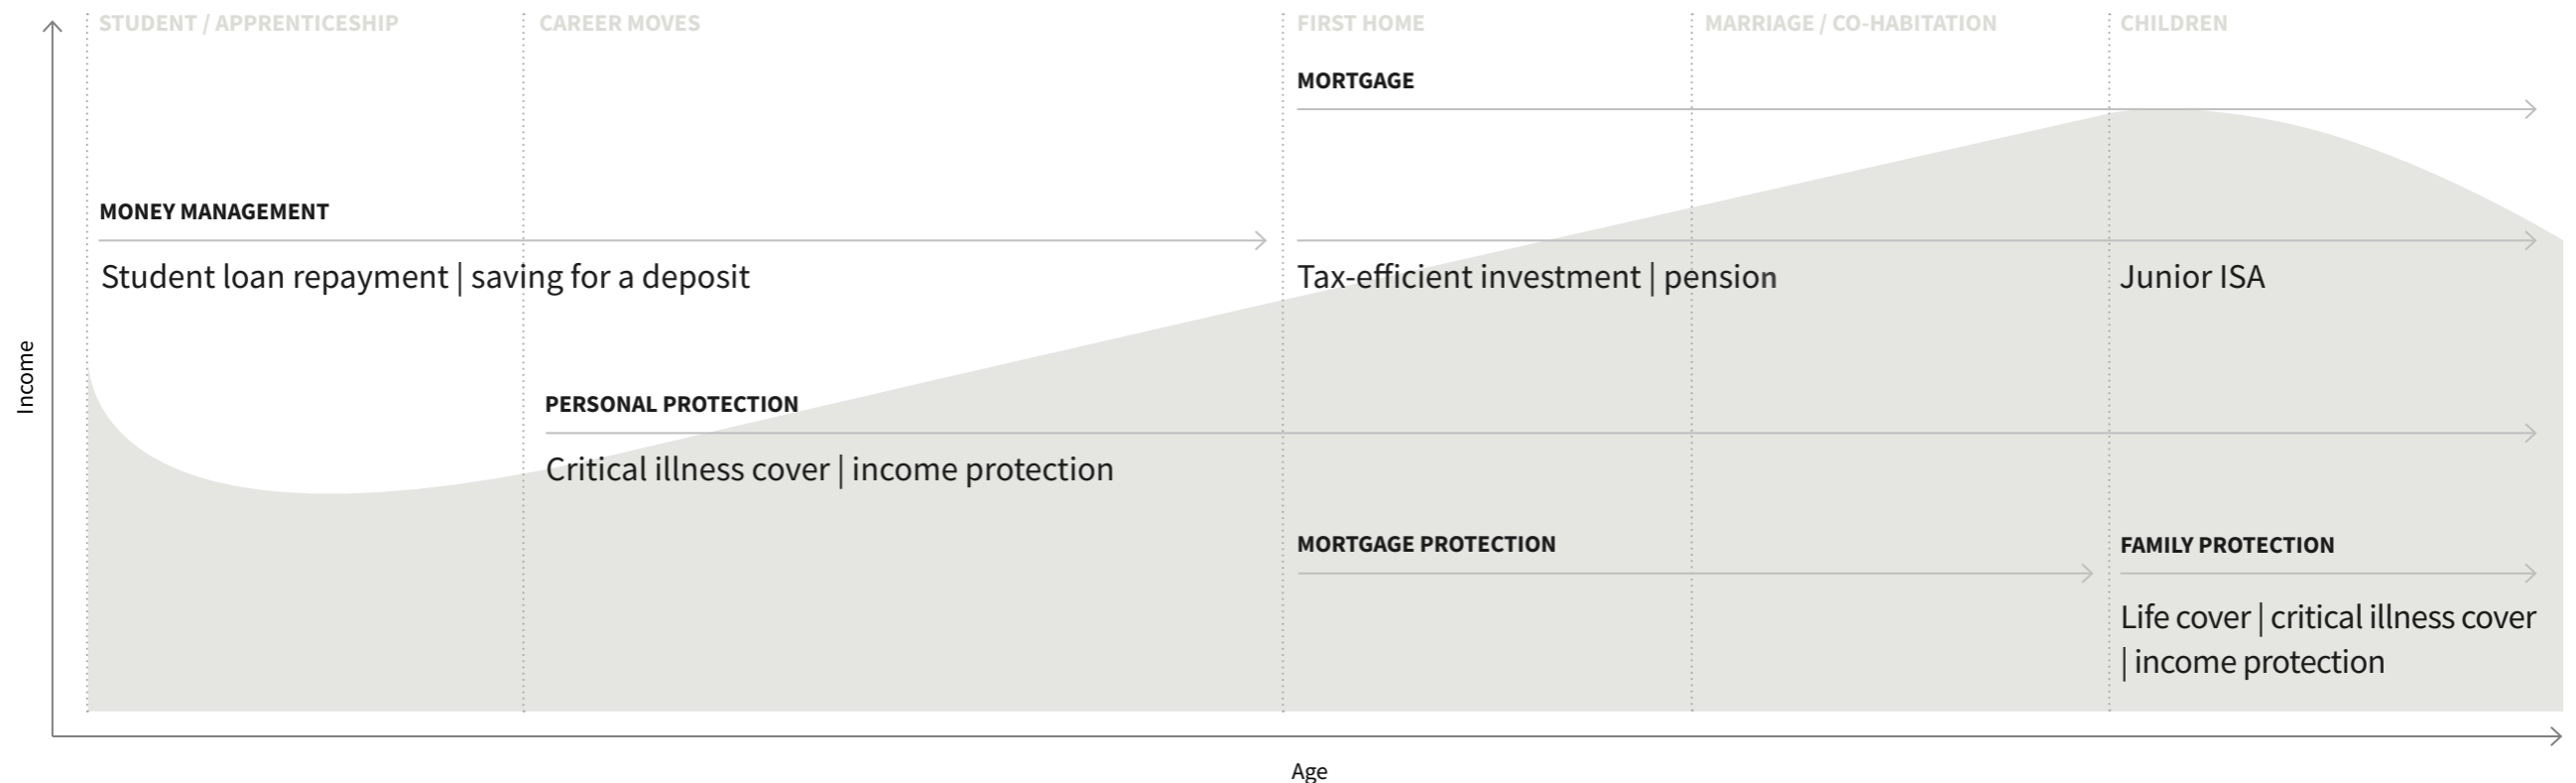 STUDENT / APPRENTICESHIP
CAREER MOVES
FIRST HOME
MARRIAGE / CO-HABITATION
CHILDREN
MORTGAGE
MONEY MANAGEMENT
Student loan repayment | saving for a deposit
Tax-efficient investment | pension
Junior ISA
Income
PERSONAL PROTECTION
Critical illness cover | income protection
MORTGAGE PROTECTION
FAMILY PROTECTION
Life cover | critical illness cover
| income protection
Age